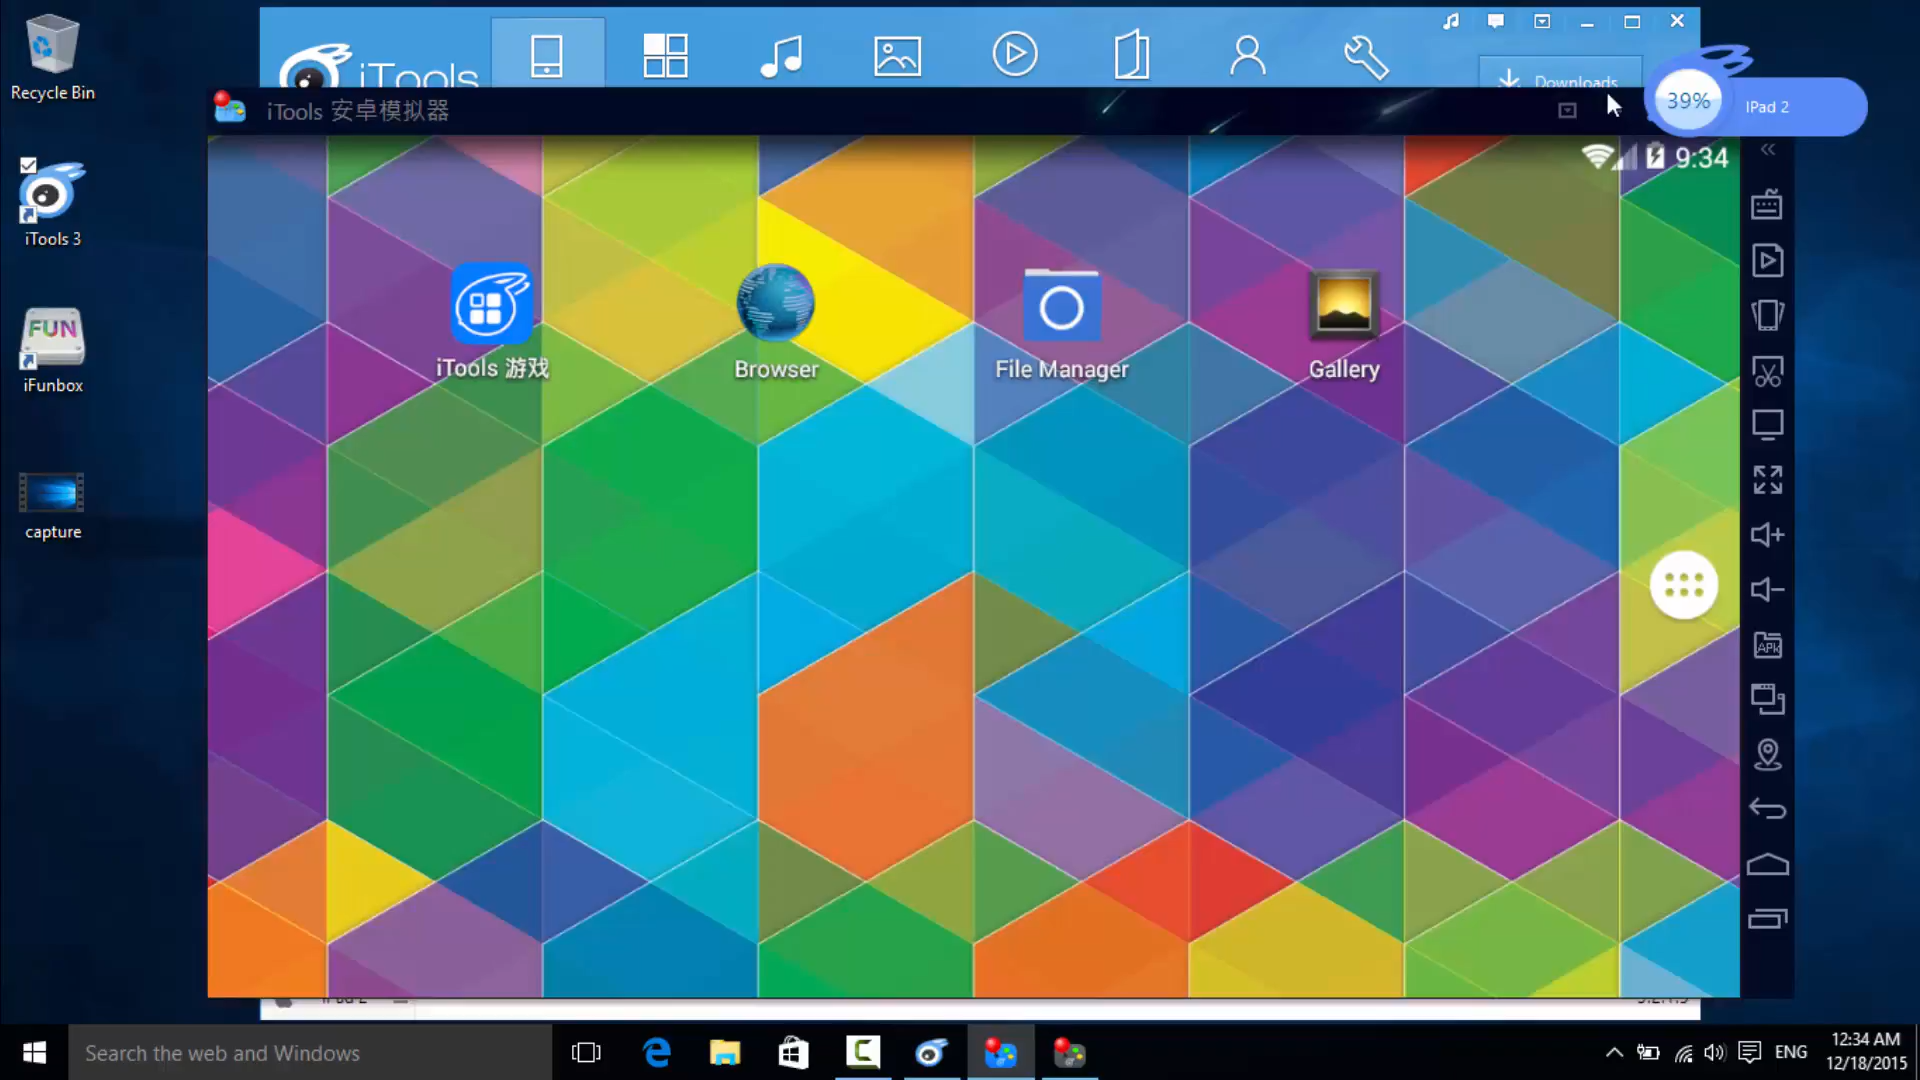 Recycle Bin
iTools 3
iFunbox
FUN
capture
iTools
Downloads
iTools 安卓模拟器
39%
IPad 2
9:34
iTools 游戏
Browser
File Manager
Gallery
APK
Search the web and Windows
ENG
12:34 AM
12/18/2015